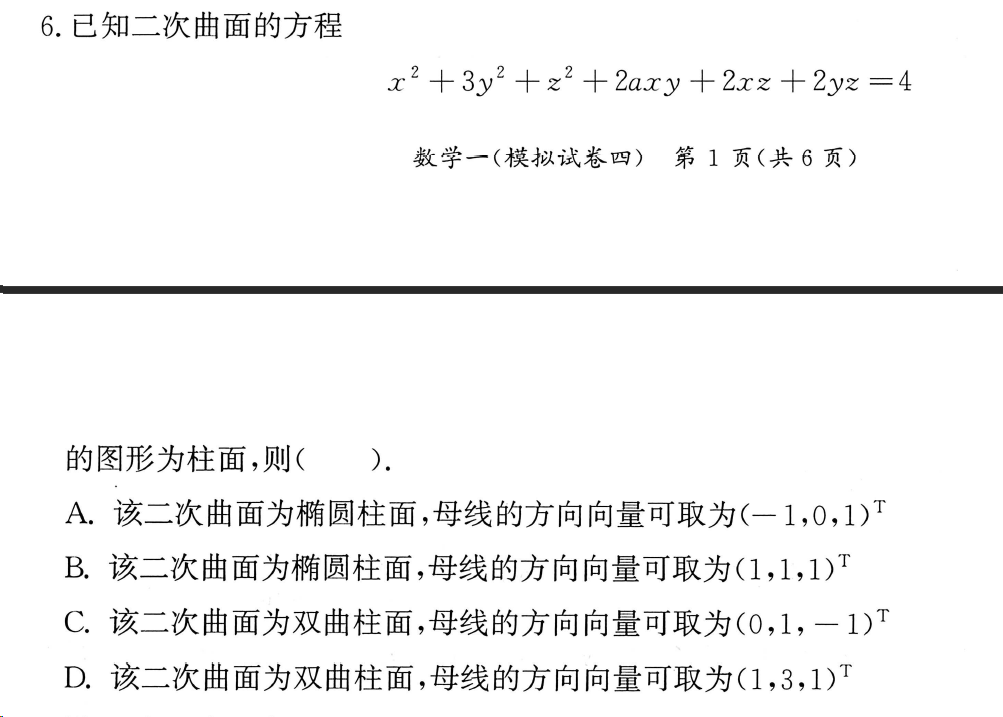 6. 已知二次曲面的方程
x² + 3y² + z² + 2axy + 2xz + 2yz = 4
数学一(模拟试卷四) 第 1 页(共 6 页)
的图形为柱面,则( ).
A. 该二次曲面为椭圆柱面,母线的方向向量可取为(-1,0,1)ᵀ
B. 该二次曲面为椭圆柱面,母线的方向向量可取为(1,1,1)ᵀ
C. 该二次曲面为双曲柱面,母线的方向向量可取为(0,1,-1)ᵀ
D. 该二次曲面为双曲柱面,母线的方向向量可取为(1,3,1)ᵀ